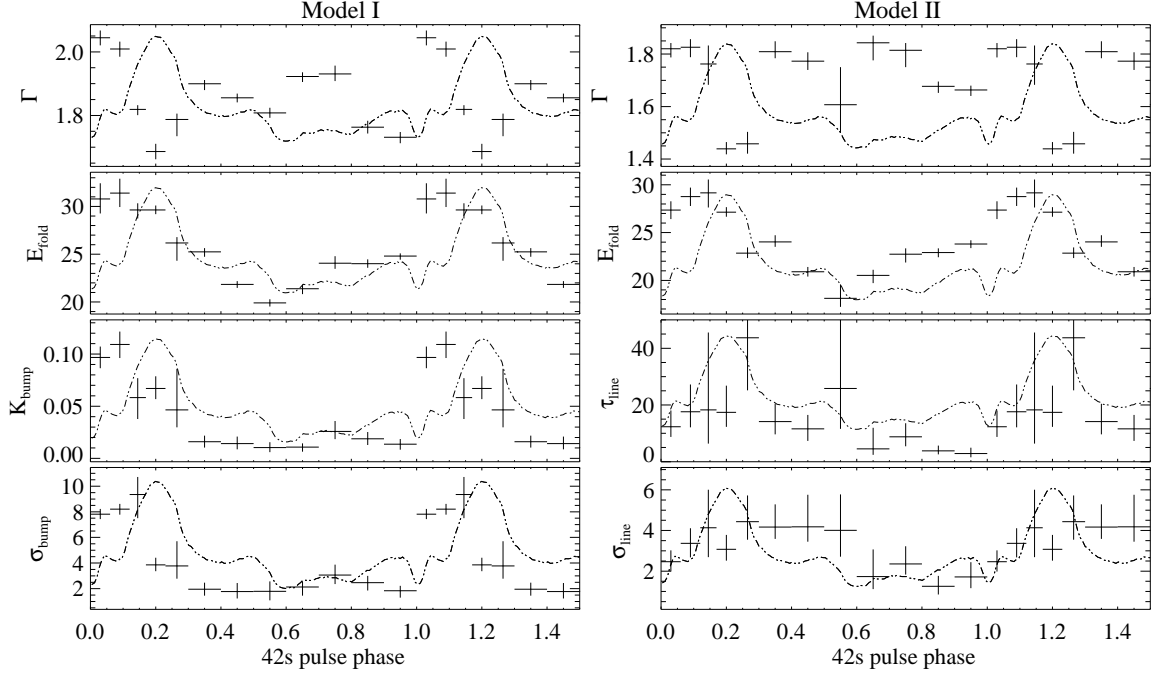 Model I
Γ
2.0
1.8
E_fold
30
25
20
K_bump
0.10
0.05
0.00
σ_bump
10
8
6
4
2
0.0 0.2 0.4 0.6 0.8 1.0 1.2 1.4
42s pulse phase
Model II
Γ
1.8
1.6
1.4
E_fold
30
25
20
τ_line
40
20
0
σ_line
6
4
2
0.0 0.2 0.4 0.6 0.8 1.0 1.2 1.4
42s pulse phase